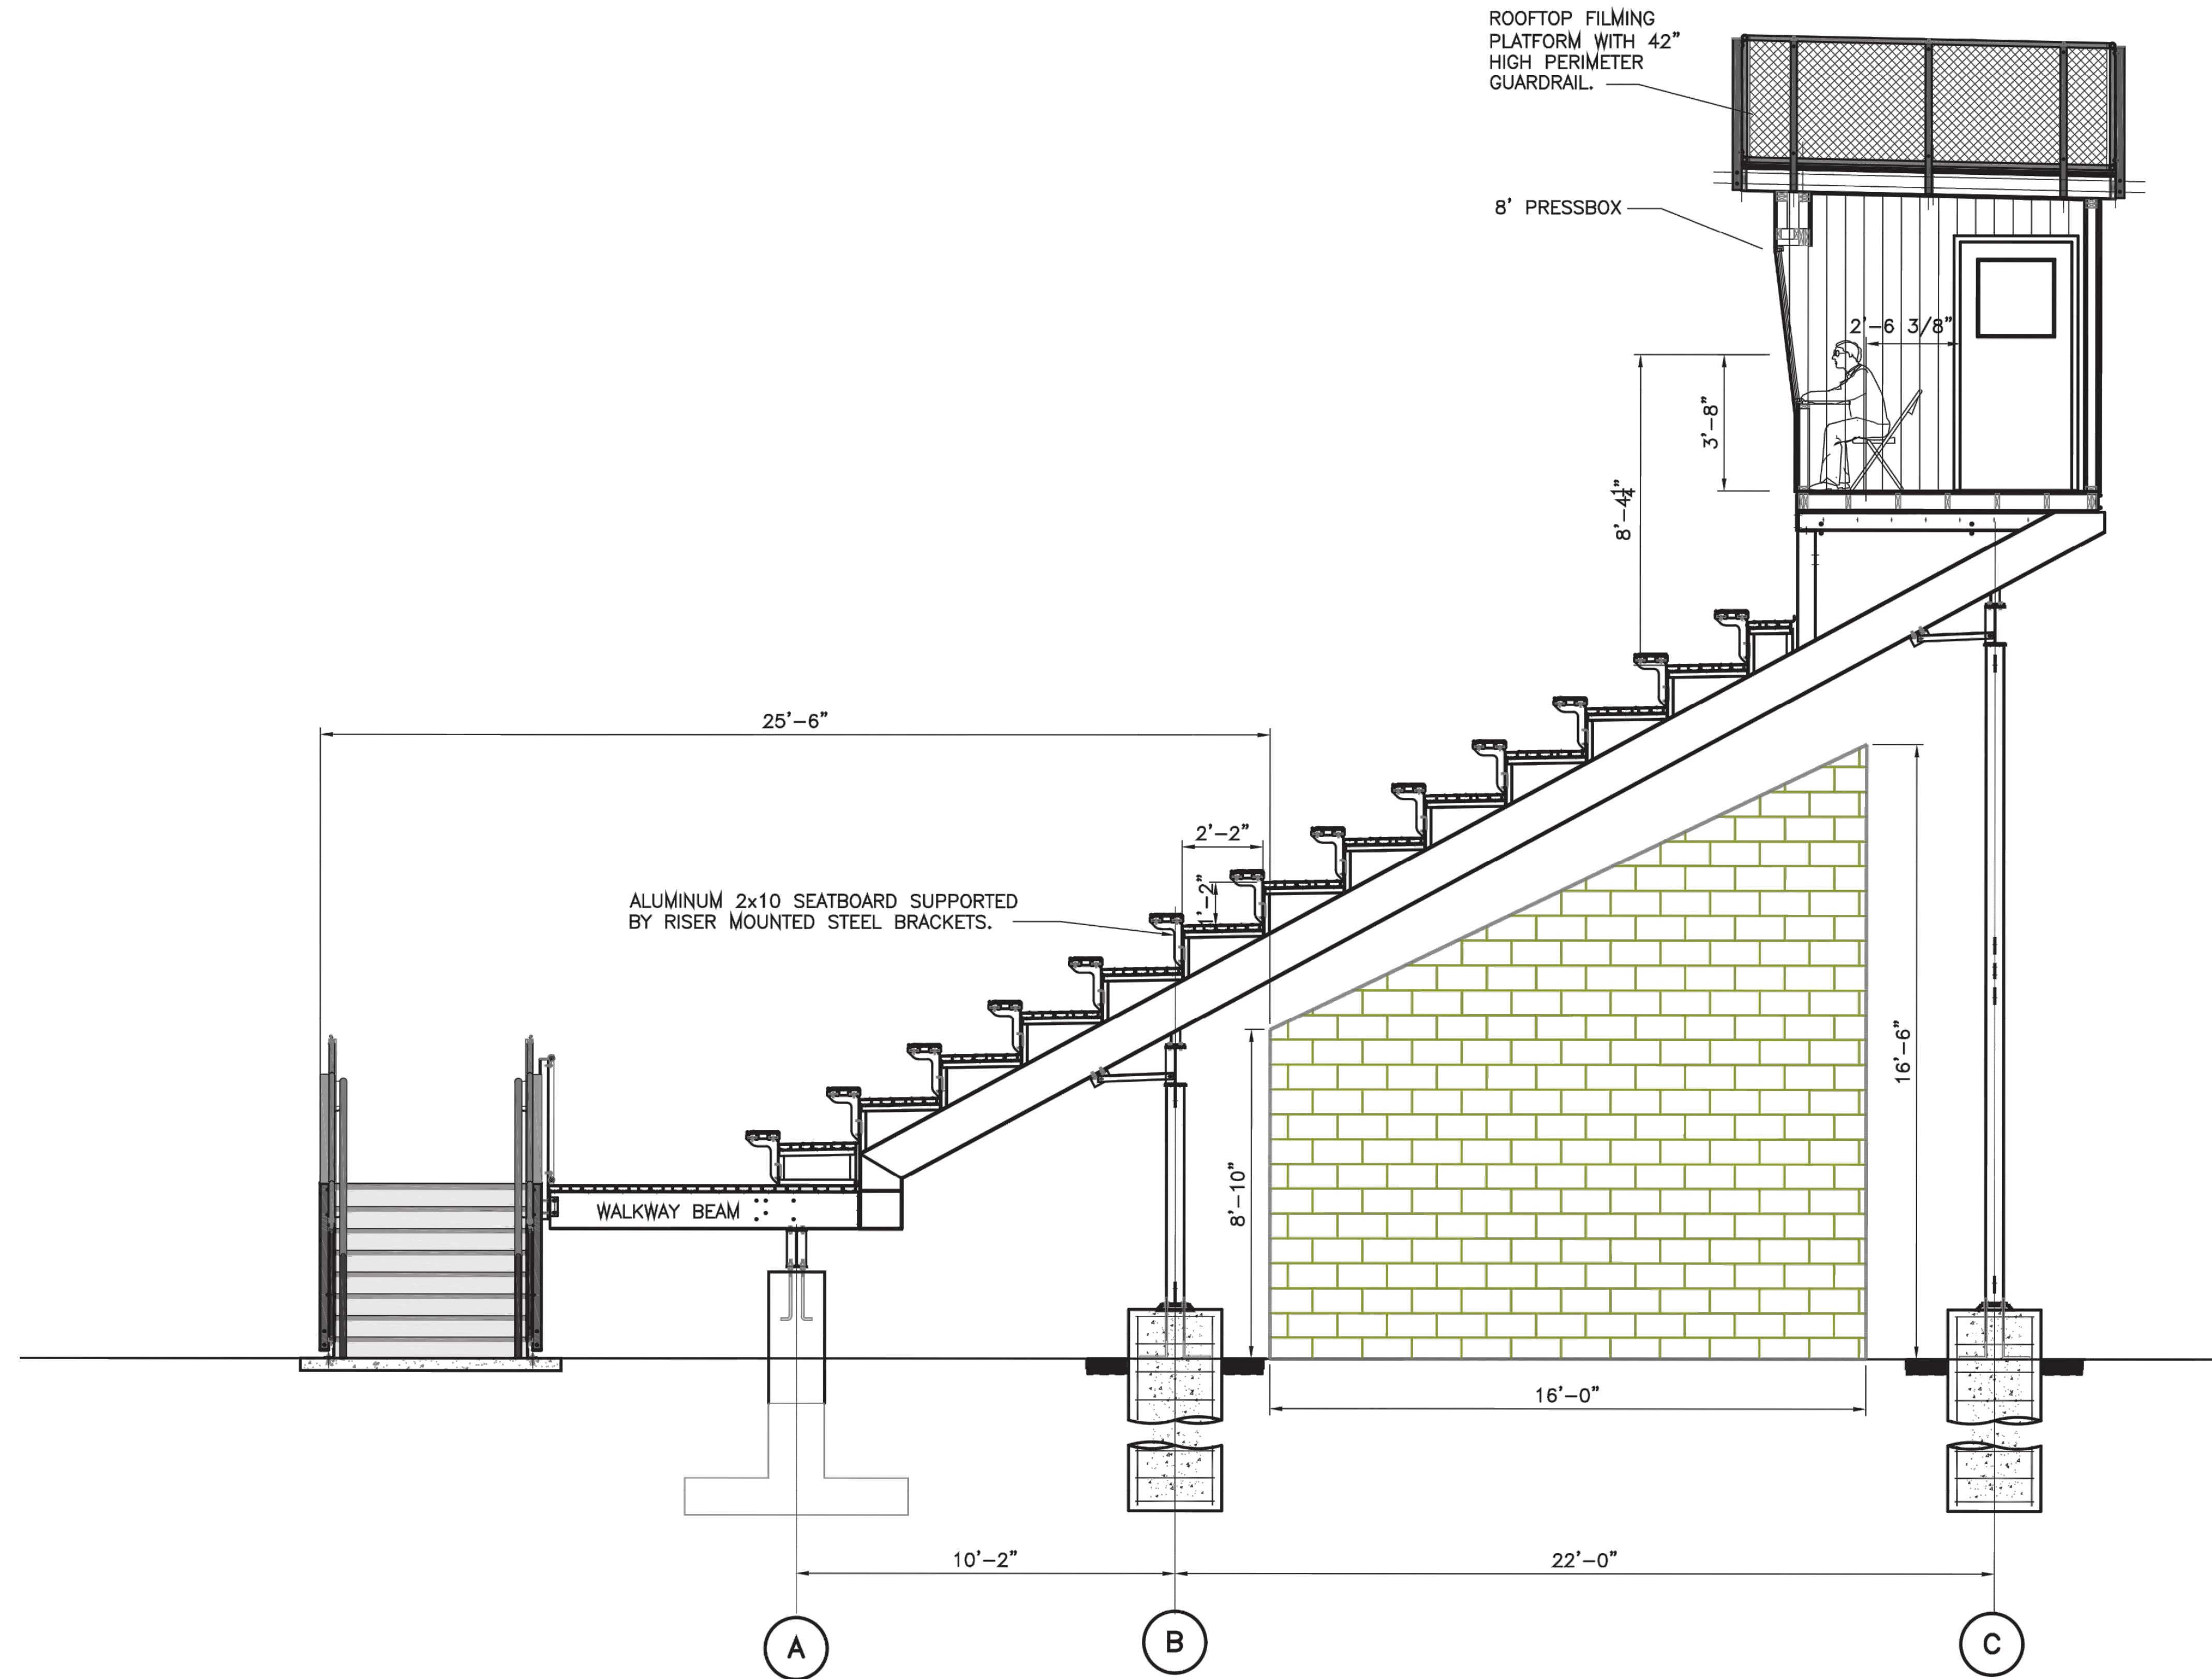 ROOFTOP FILMING
PLATFORM WITH 42"
HIGH PERIMETER
GUARDRAIL.
8' PRESSBOX
2'-6 3/8"
3'-8"
8'-4 1/4"
25'-6"
2'-2"
1'-2"
ALUMINUM 2x10 SEATBOARD SUPPORTED
BY RISER MOUNTED STEEL BRACKETS.
WALKWAY BEAM
8'-10"
16'-6"
16'-0"
10'-2"
22'-0"
A
B
C